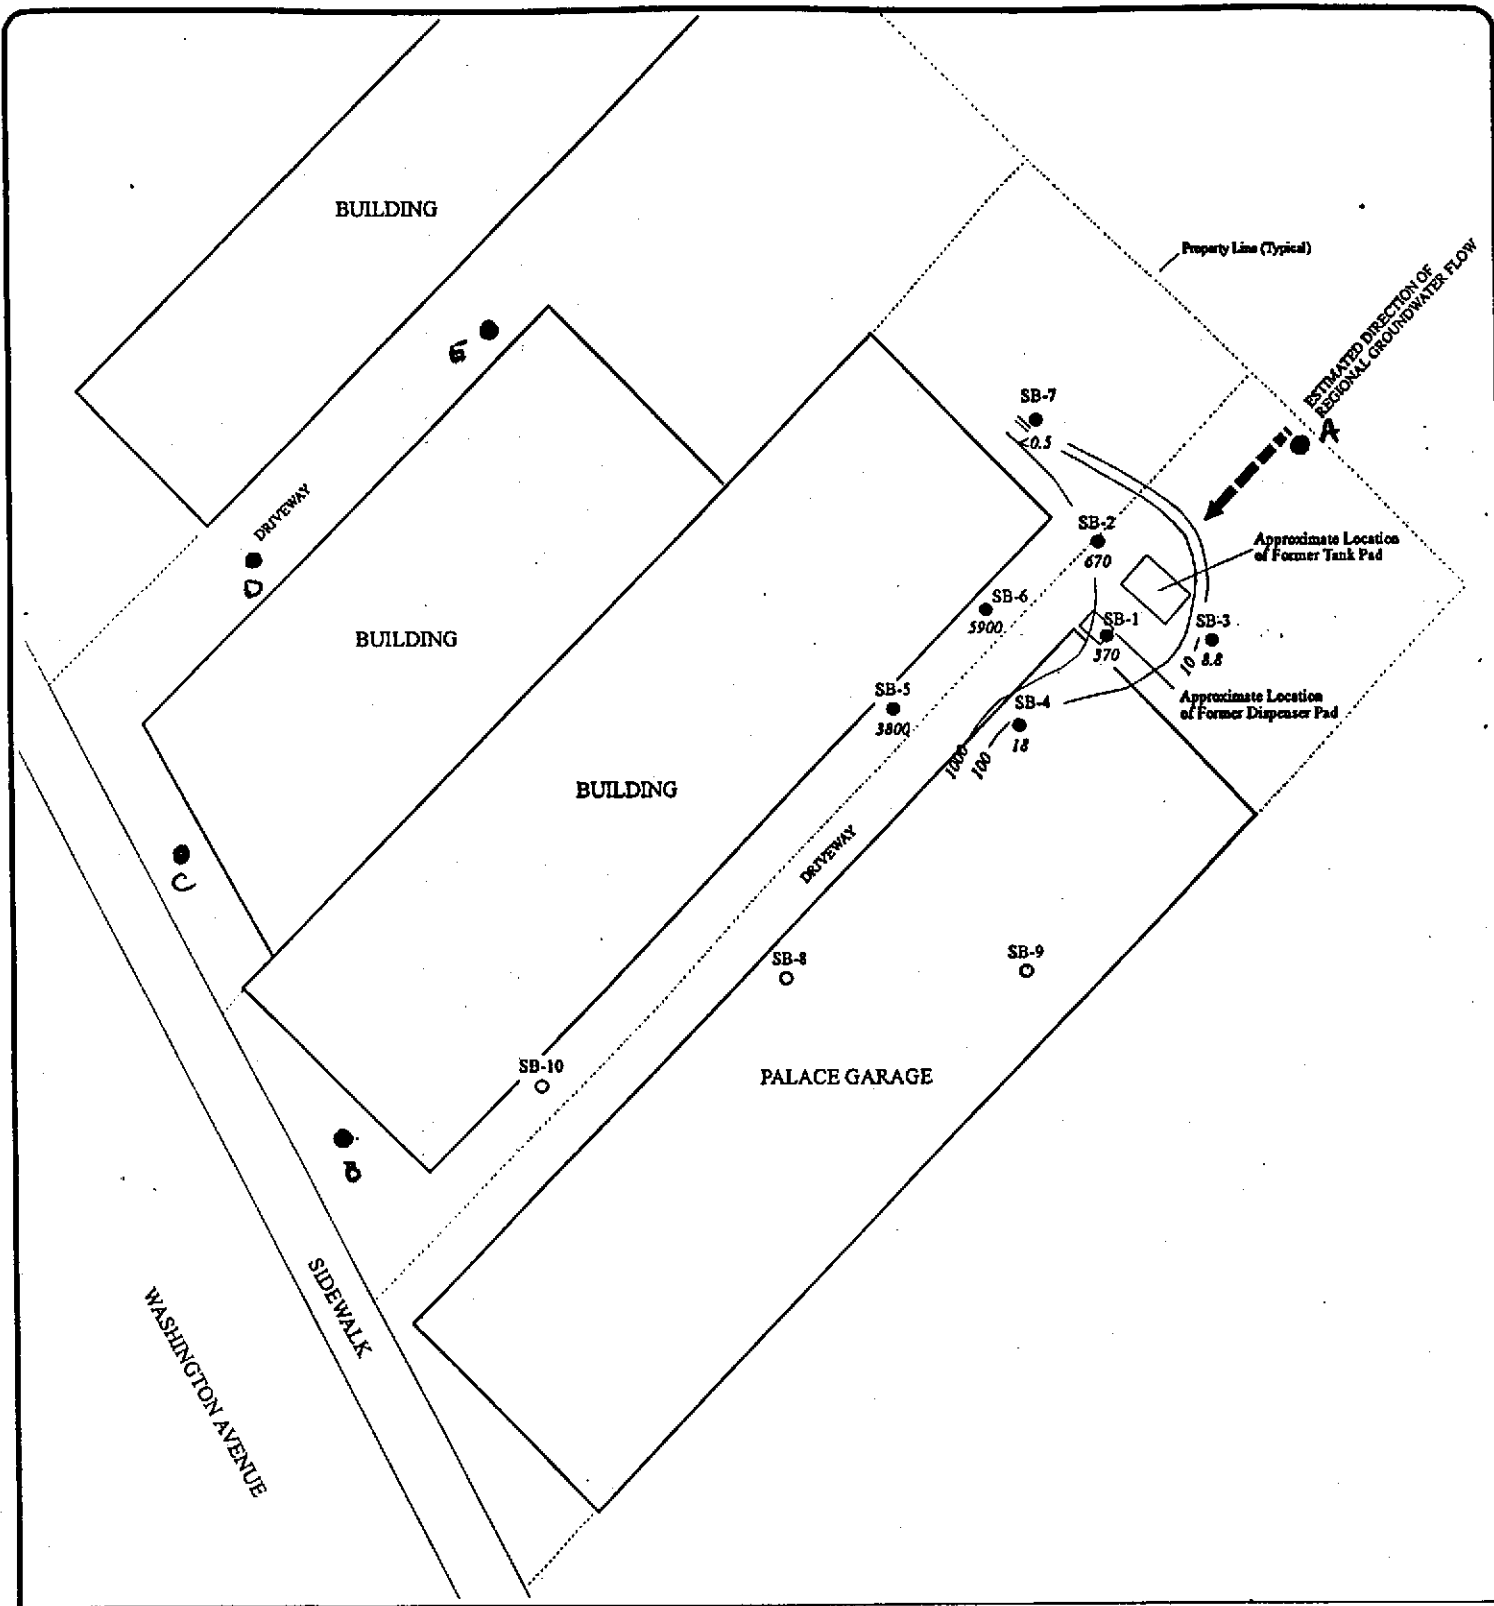 BUILDING
Property Line (Typical)
ESTIMATED DIRECTION OF
REGIONAL GROUNDWATER FLOW
A
SB-7
<0.5
DRIVEWAY
SB-2
670
Approximate Location
of Former Tank Pad
D
SB-6
5900
SB-1
370
SB-3
8.8
10
BUILDING
SB-5
3800
SB-4
18
Approximate Location
of Former Dispenser Pad
1000
100
BUILDING
DRIVEWAY
C
SB-8
SB-9
SB-10
PALACE GARAGE
SIDEWALK
WASHINGTON AVENUE